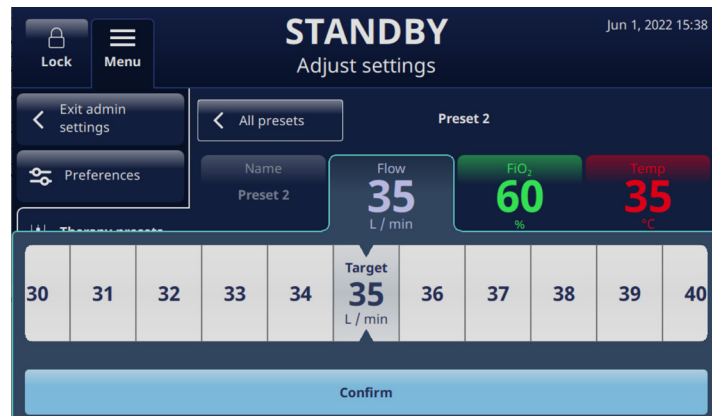 STANDBY
Jun 1, 2022 15:38
Lock
Menu
Adjust settings
Exit admin
settings
All presets
Preset 2
Preferences
Name
Preset 2
Flow
35
L / min
FiO₂
60
%
Temp
35
°C
Therapy presets
30
31
32
33
34
Target
35
L / min
36
37
38
39
40
Confirm